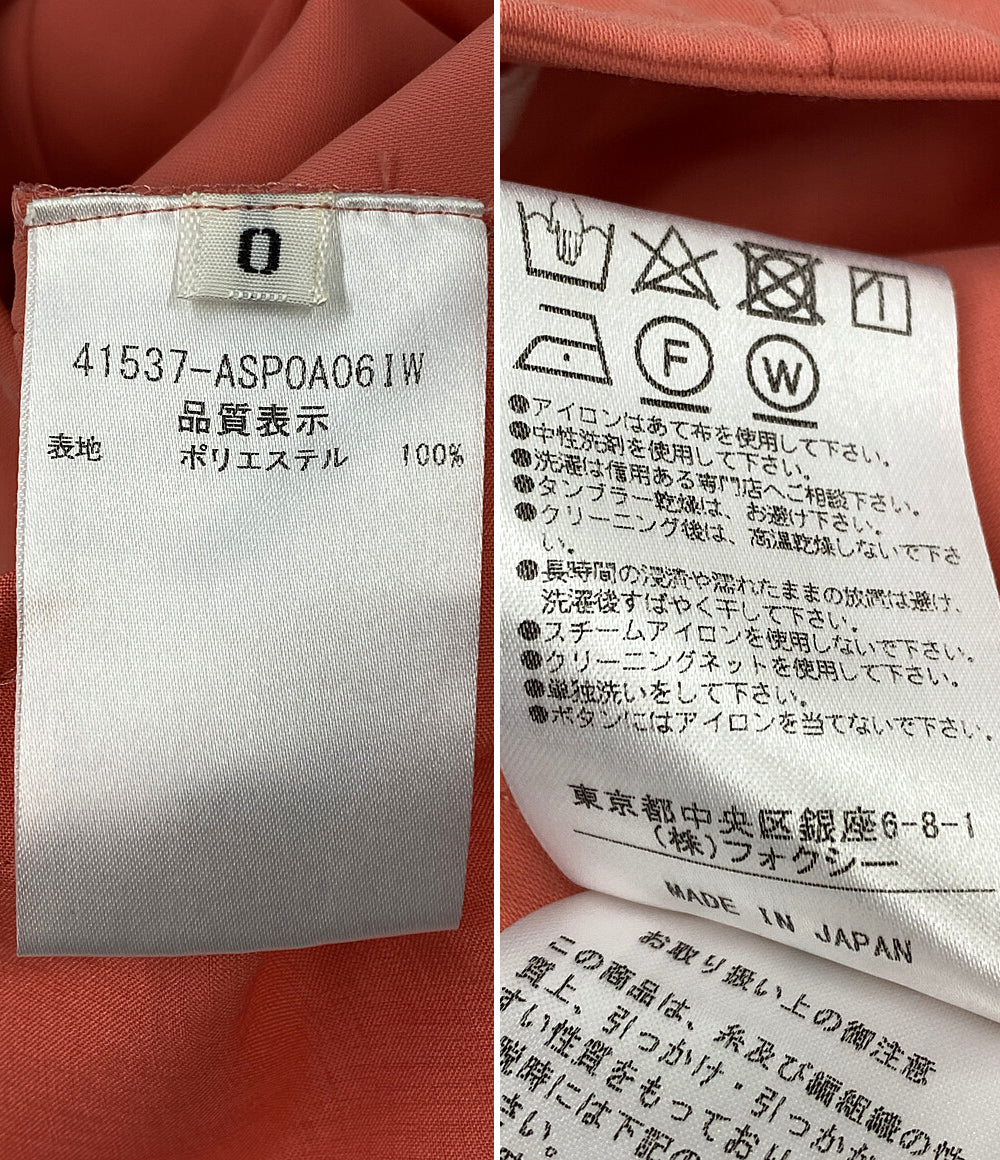 0
41537-ASP0A06IW
品質表示
表地 ポリエステル 100%
F W
●アイロンはあて布を使用して下さい。
●中性洗剤を使用して下さい。
●洗濯は信用ある専門店へご相談下さい。
●タンブラー乾燥は、お避け下さい。
●クリーニング後は、高温乾燥しないで下さ
い。
●長時間の浸漬や濡れたままの放置は避け、
洗濯後すばやく干して下さい。
●スチームアイロンを使用しないで下さい。
●クリーニングネットを使用して下さい。
●単独洗いをして下さい。
●ボタンにはアイロンを当てないで下さい。
東京都中央区銀座6-8-1
(株)フォクシー
MADE IN JAPAN
お取り扱い上の御注意
この商品は、糸及び編組織の性
質上、引っかけ・引っかか
すい性質をもっており
脱時には下記の
さい。